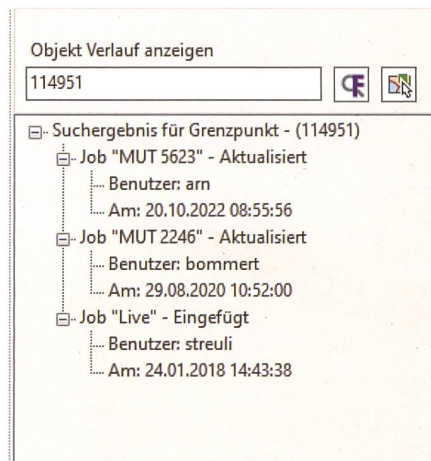 Objekt Verlauf anzeigen
114951
Suchergebnis für Grenzpunkt - (114951)
Job "MUT 5623" - Aktualisiert
Benutzer: arn
Am: 20.10.2022 08:55:56
Job "MUT 2246" - Aktualisiert
Benutzer: bommert
Am: 29.08.2020 10:52:00
Job "Live" - Eingefügt
Benutzer: streuli
Am: 24.01.2018 14:43:38